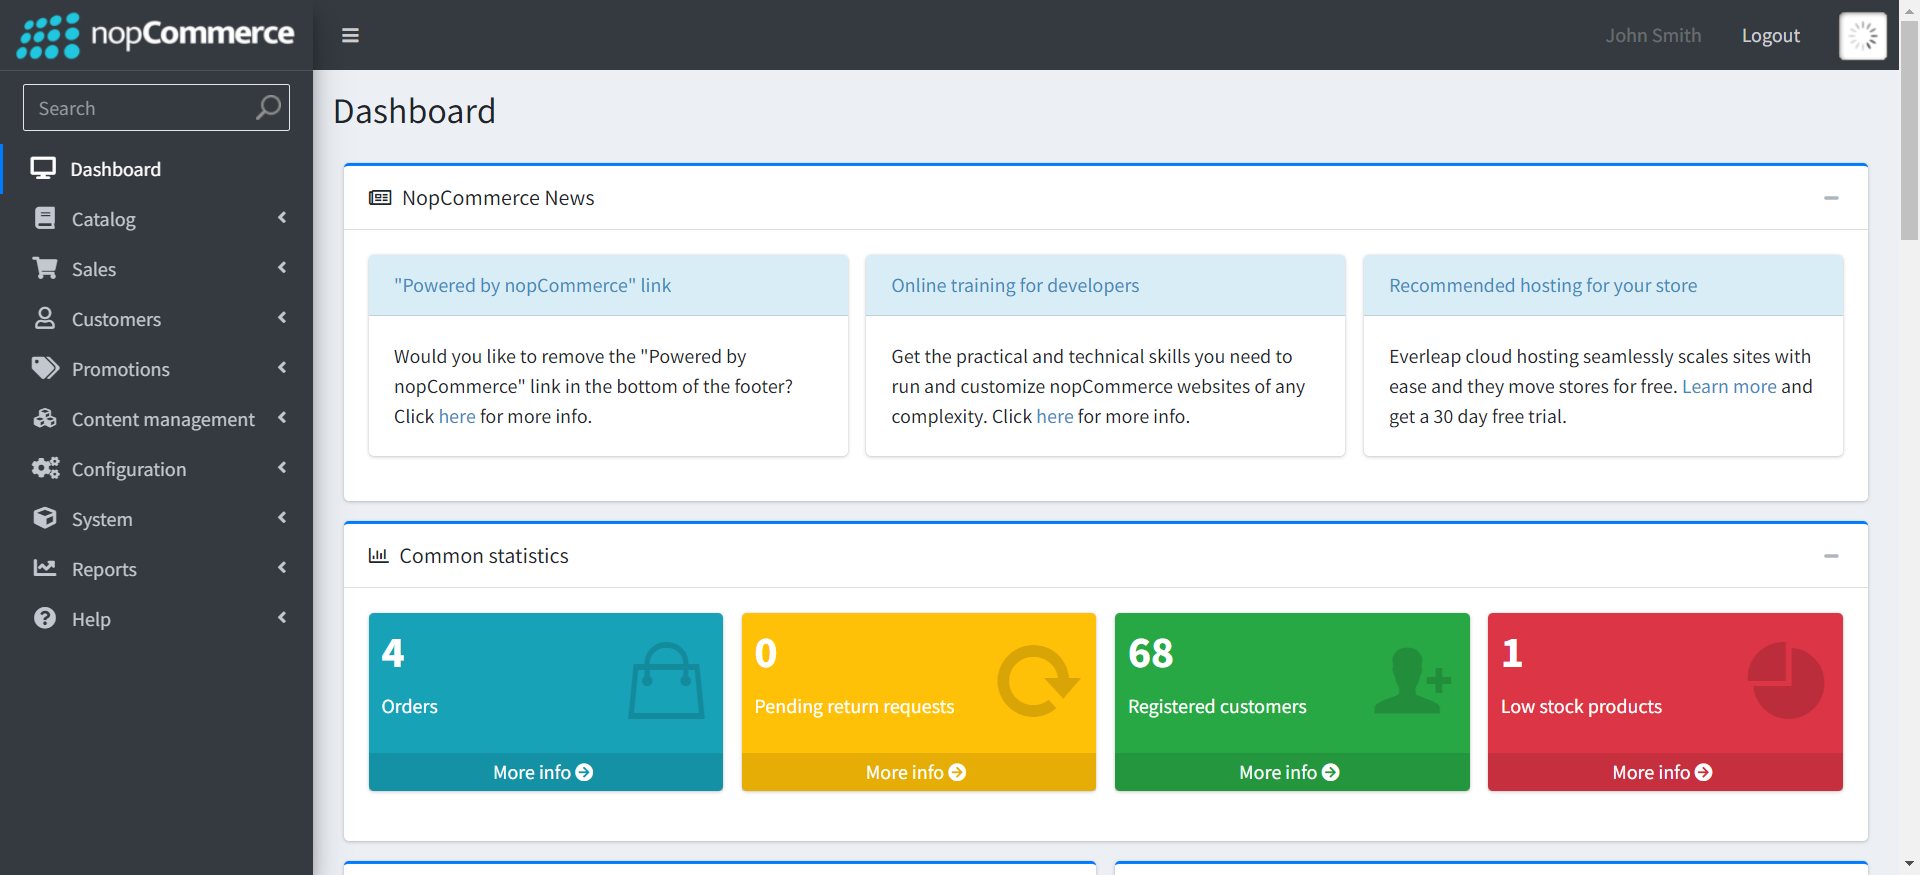 nopCommerce
John Smith
Logout
Search
Dashboard
Catalog
Sales
Customers
Promotions
Content management
Configuration
System
Reports
Help
Dashboard
NopCommerce News
"Powered by nopCommerce" link
Would you like to remove the "Powered by
nopCommerce" link in the bottom of the footer?
Click here for more info.
Online training for developers
Get the practical and technical skills you need to
run and customize nopCommerce websites of any
complexity. Click here for more info.
Recommended hosting for your store
Everleap cloud hosting seamlessly scales sites with
ease and they move stores for free. Learn more and
get a 30 day free trial.
Common statistics
4
Orders
More info
0
Pending return requests
More info
68
Registered customers
More info
1
Low stock products
More info